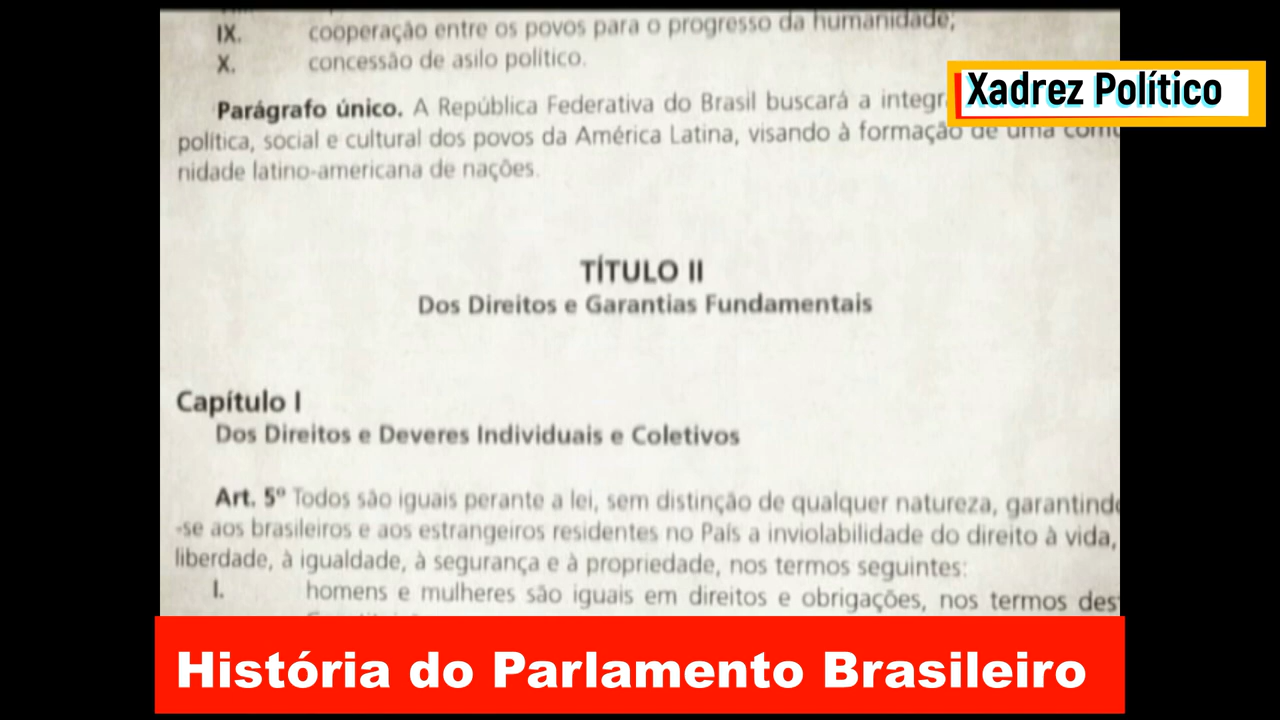 IX. cooperação entre os povos para o progresso da humanidade;
X. concessão de asilo político.
Xadrez Político
Parágrafo único. A República Federativa do Brasil buscará a integr
política, social e cultural dos povos da América Latina, visando à formação de uma comu
nidade latino-americana de nações.
TÍTULO II
Dos Direitos e Garantias Fundamentais
Capítulo I
Dos Direitos e Deveres Individuais e Coletivos
Art. 5º Todos são iguais perante a lei, sem distinção de qualquer natureza, garantindo
-se aos brasileiros e aos estrangeiros residentes no País a inviolabilidade do direito à vida,
liberdade, à igualdade, à segurança e à propriedade, nos termos seguintes:
I. homens e mulheres são iguais em direitos e obrigações, nos termos des
História do Parlamento Brasileiro